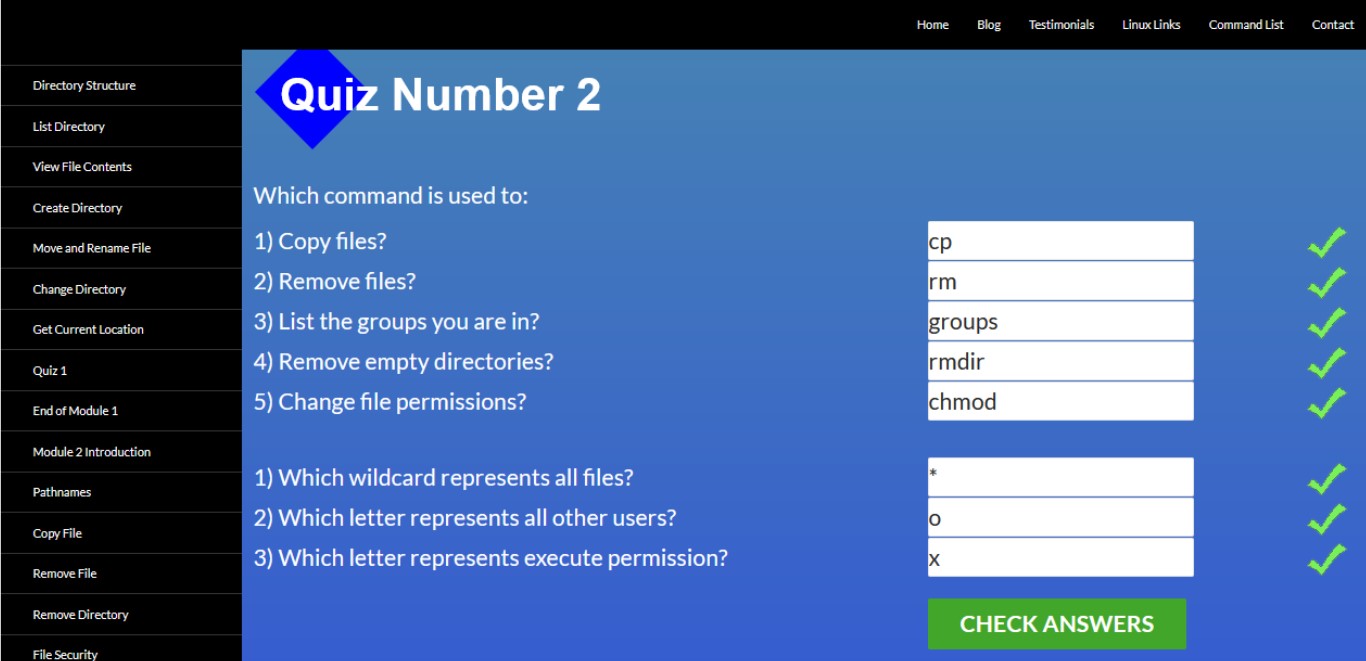 Home Blog Testimonials Linux Links Command List Contact
Directory Structure
List Directory
View File Contents
Create Directory
Move and Rename File
Change Directory
Get Current Location
Quiz 1
End of Module 1
Module 2 Introduction
Pathnames
Copy File
Remove File
Remove Directory
File Security
Quiz Number 2
Which command is used to:
1) Copy files? cp
2) Remove files? rm
3) List the groups you are in? groups
4) Remove empty directories? rmdir
5) Change file permissions? chmod
1) Which wildcard represents all files? *
2) Which letter represents all other users? o
3) Which letter represents execute permission? x
CHECK ANSWERS